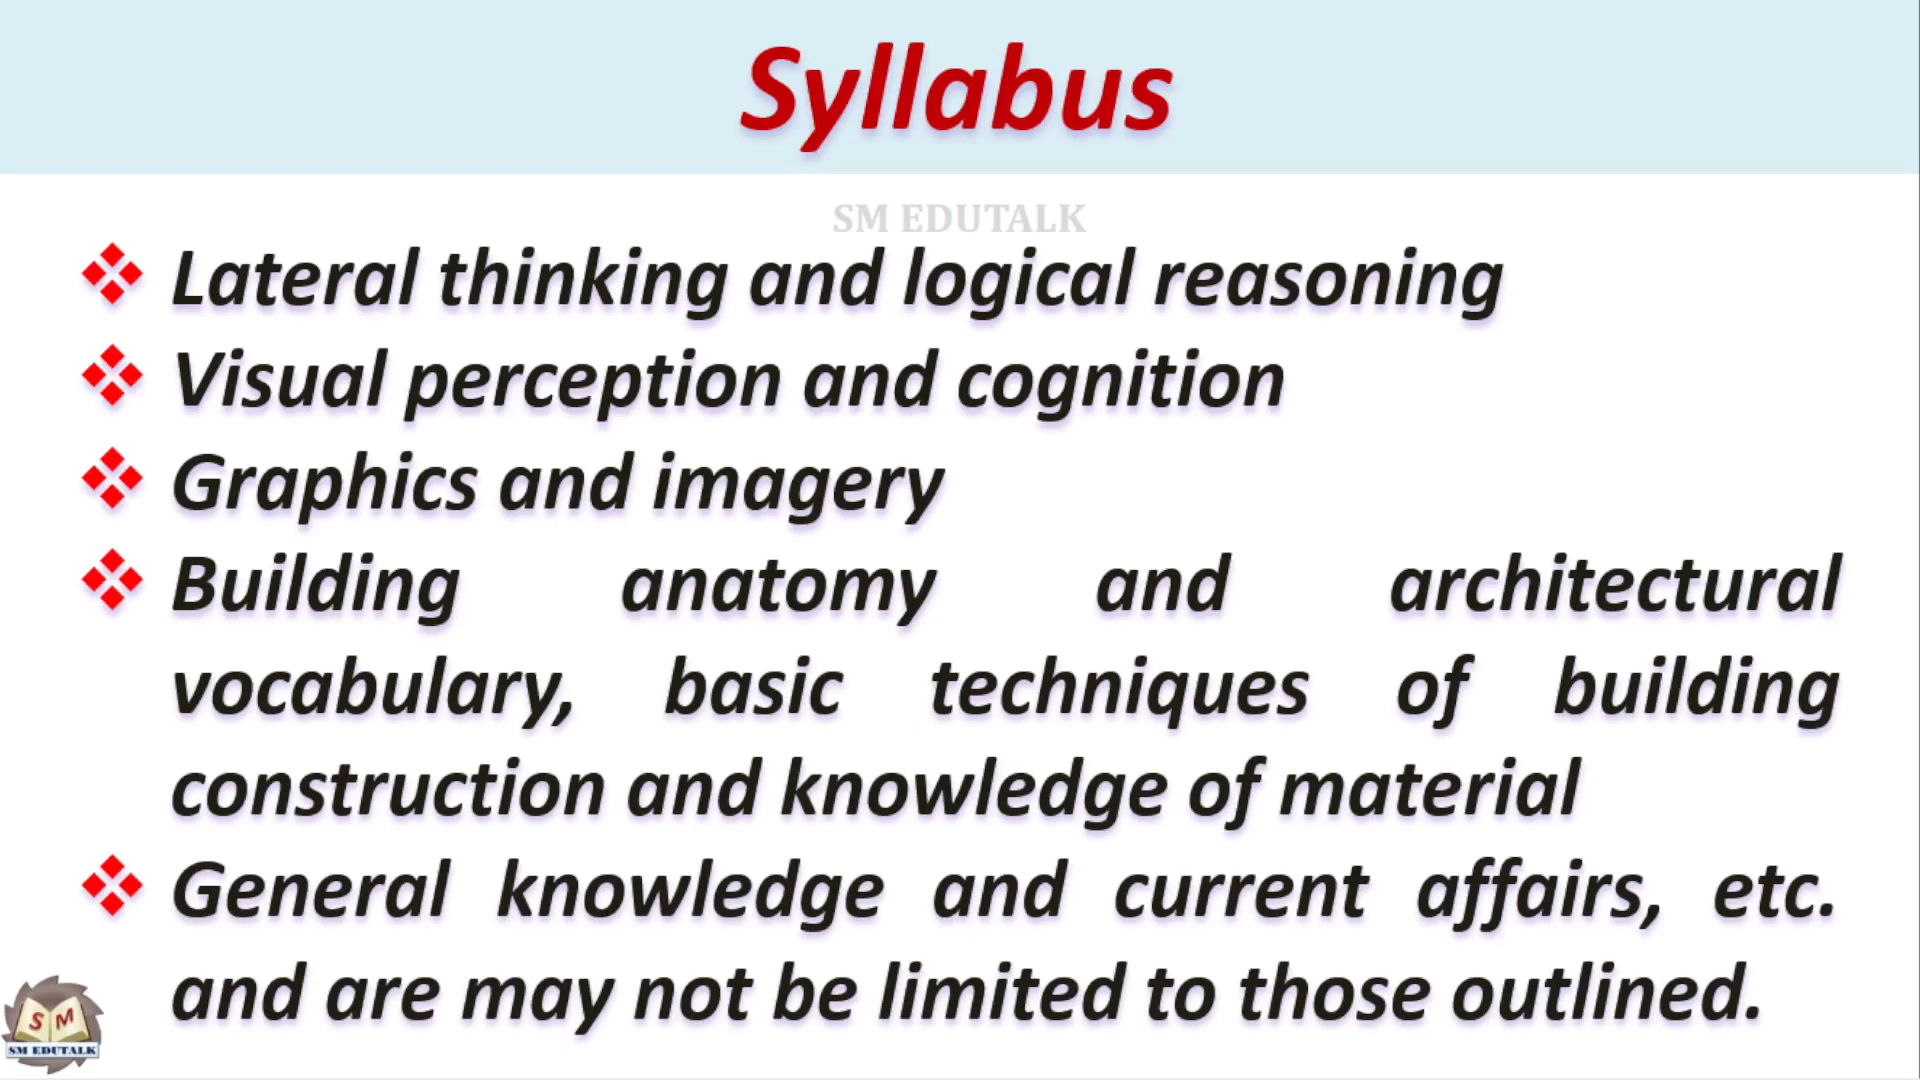 Syllabus
SM EDUTALK
❖ Lateral thinking and logical reasoning
❖ Visual perception and cognition
❖ Graphics and imagery
❖ Building anatomy and architectural
vocabulary, basic techniques of building
construction and knowledge of material
❖ General knowledge and current affairs, etc.
and are may not be limited to those outlined.
S M
SM EDUTALK